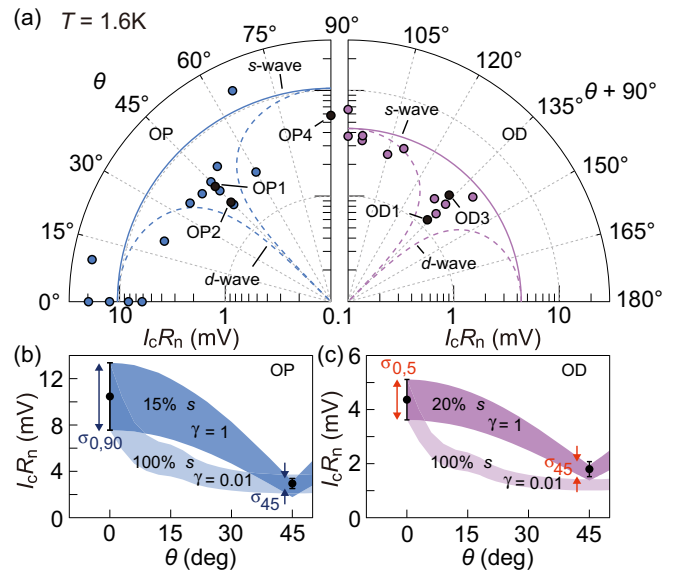 (a) T = 1.6K
90°
75° 105°
60° 120°
45° 135°
30° 150°
15° 165°
0° 180°
θ θ + 90°
OP OD
s-wave s-wave
OP4
OP1
OP2
OD1
OD3
d-wave d-wave
10 1 0.1 1 10
IcRn (mV) IcRn (mV)
(b) OP
IcRn (mV)
12
8
4
0
σ0,90
15% s
γ = 1
100% s
γ = 0.01
σ45
0 15 30 45
θ (deg)
(c) OD
IcRn (mV)
6
4
2
0
σ0,5
20% s
γ = 1
100% s
γ = 0.01
σ45
0 15 30 45
θ (deg)